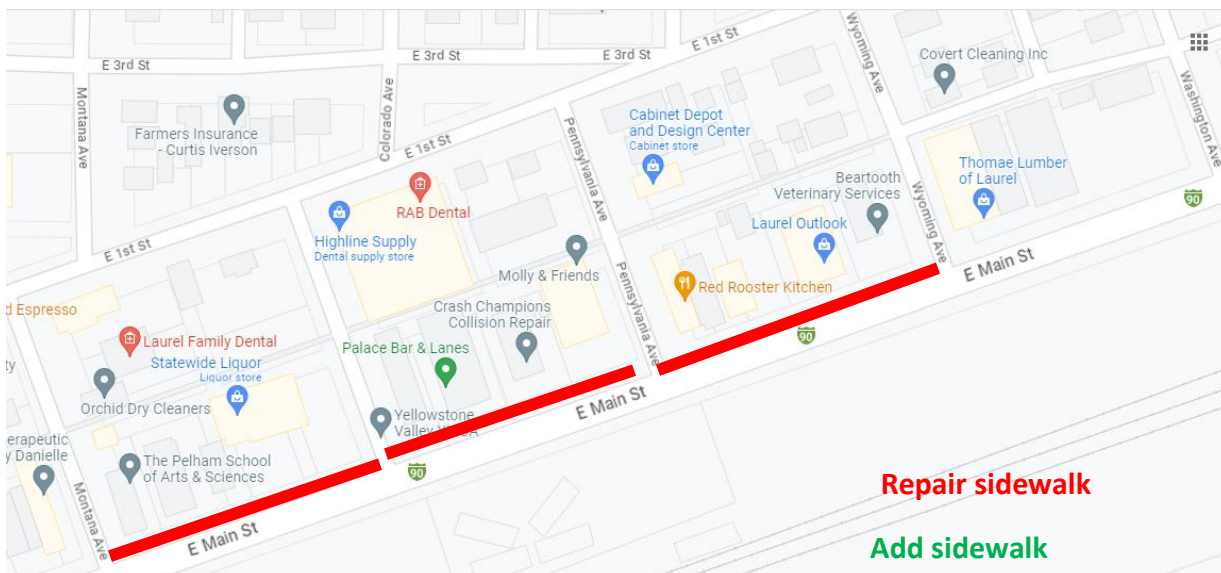 E 3rd St
E 3rd St
E 3rd St
E 1st St
Wyoming Ave
Covert Cleaning Inc
Washington Ave
Montana Ave
Farmers Insurance
- Curtis Iverson
Colorado Ave
E 1st St
Pennsylvania Ave
Cabinet Depot
and Design Center
Cabinet store
RAB Dental
Highline Supply
Dental supply store
Beartooth
Veterinary Services
Thomae Lumber
of Laurel
90
Laurel Outlook
Wyoming Ave
E 1st St
Molly & Friends
Pennsylvania Ave
Red Rooster Kitchen
E Main St
d Espresso
Crash Champions
Collision Repair
90
Laurel Family Dental
Palace Bar & Lanes
Statewide Liquor
Liquor store
ty
Orchid Dry Cleaners
E Main St
Yellowstone
Valley
erapeutic
y Danielle
The Pelham School
of Arts & Sciences
90
Montana Ave
E Main St
Repair sidewalk
Add sidewalk